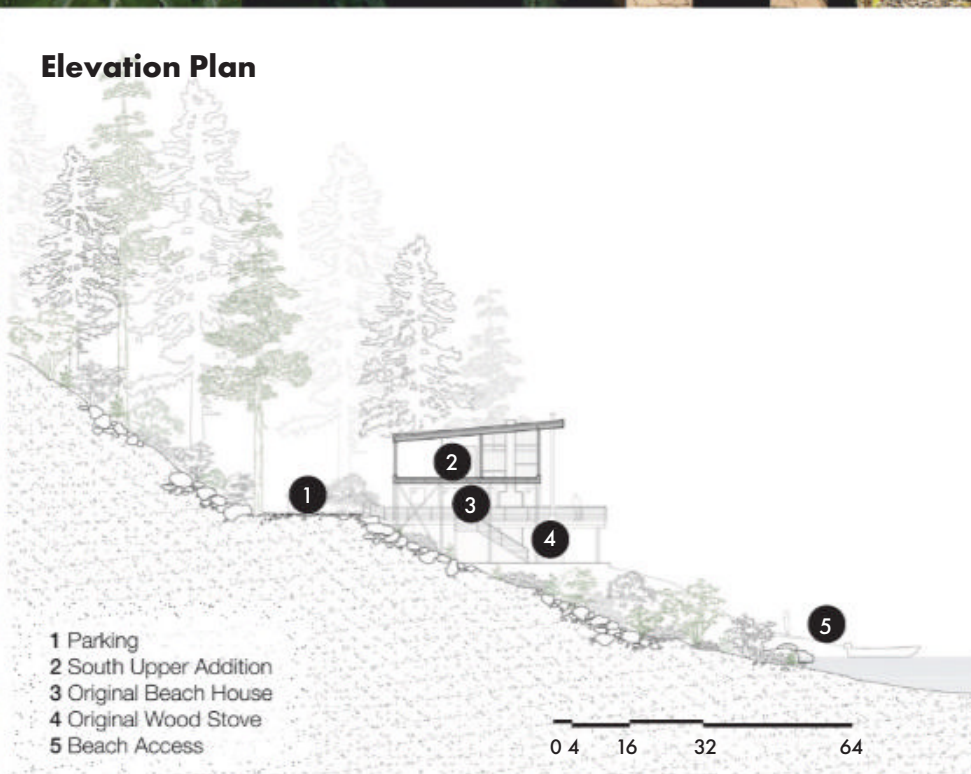 Elevation Plan
2
1
3
4
5
1 Parking
2 South Upper Addition
3 Original Beach House
4 Original Wood Stove
5 Beach Access
0 4 16 32 64